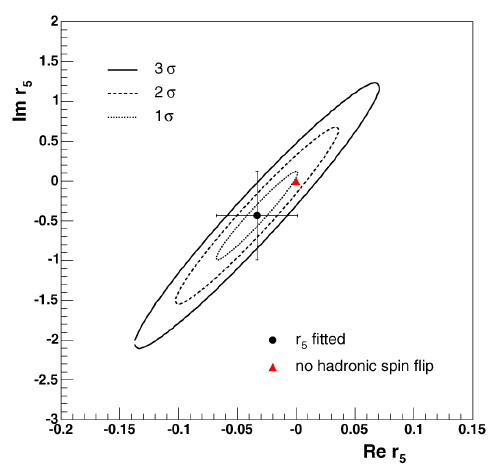 Im r5
2
1.5
1
0.5
0
-0.5
-1
-1.5
-2
-2.5
-3
3 σ
2 σ
1 σ
r5 fitted
no hadronic spin flip
-0.2 -0.15 -0.1 -0.05 -0 0.05 0.1 0.15
Re r5